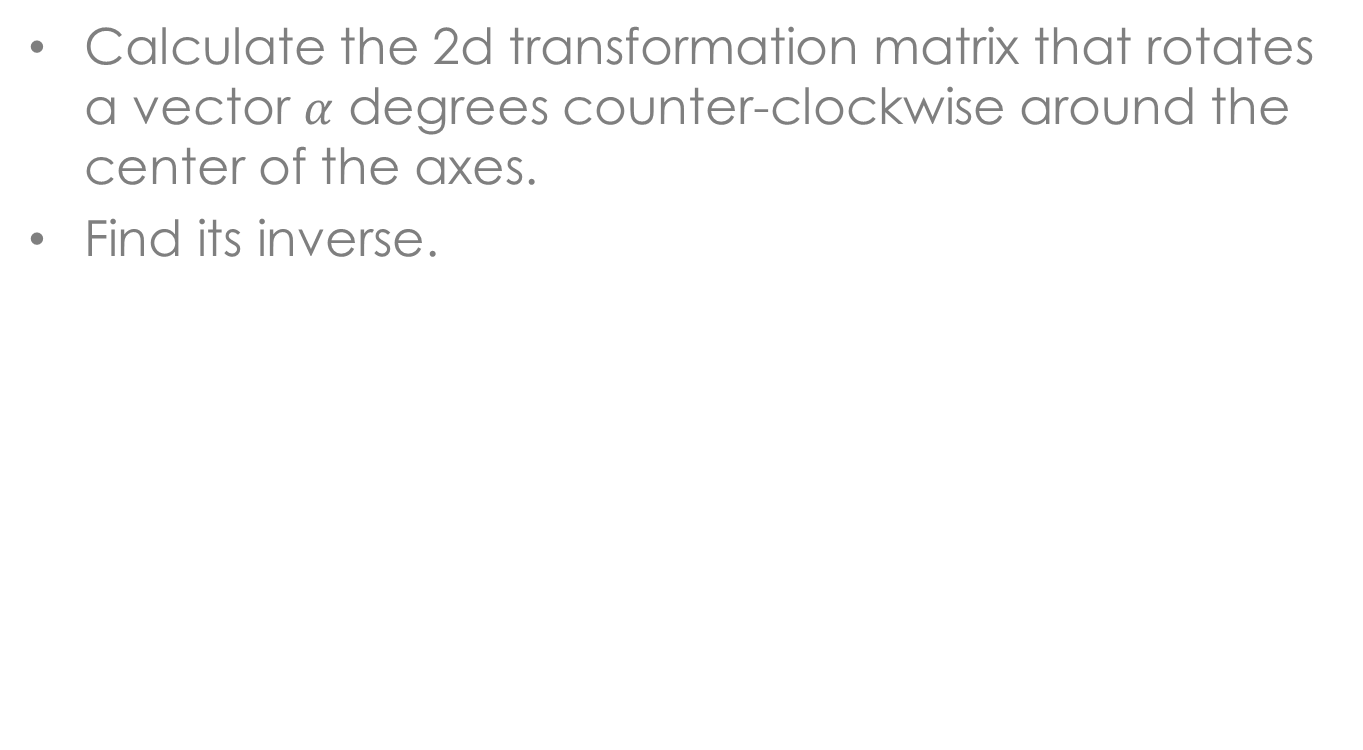 • Calculate the 2d transformation matrix that rotates
a vector 𝛼 degrees counter-clockwise around the
center of the axes.
• Find its inverse.